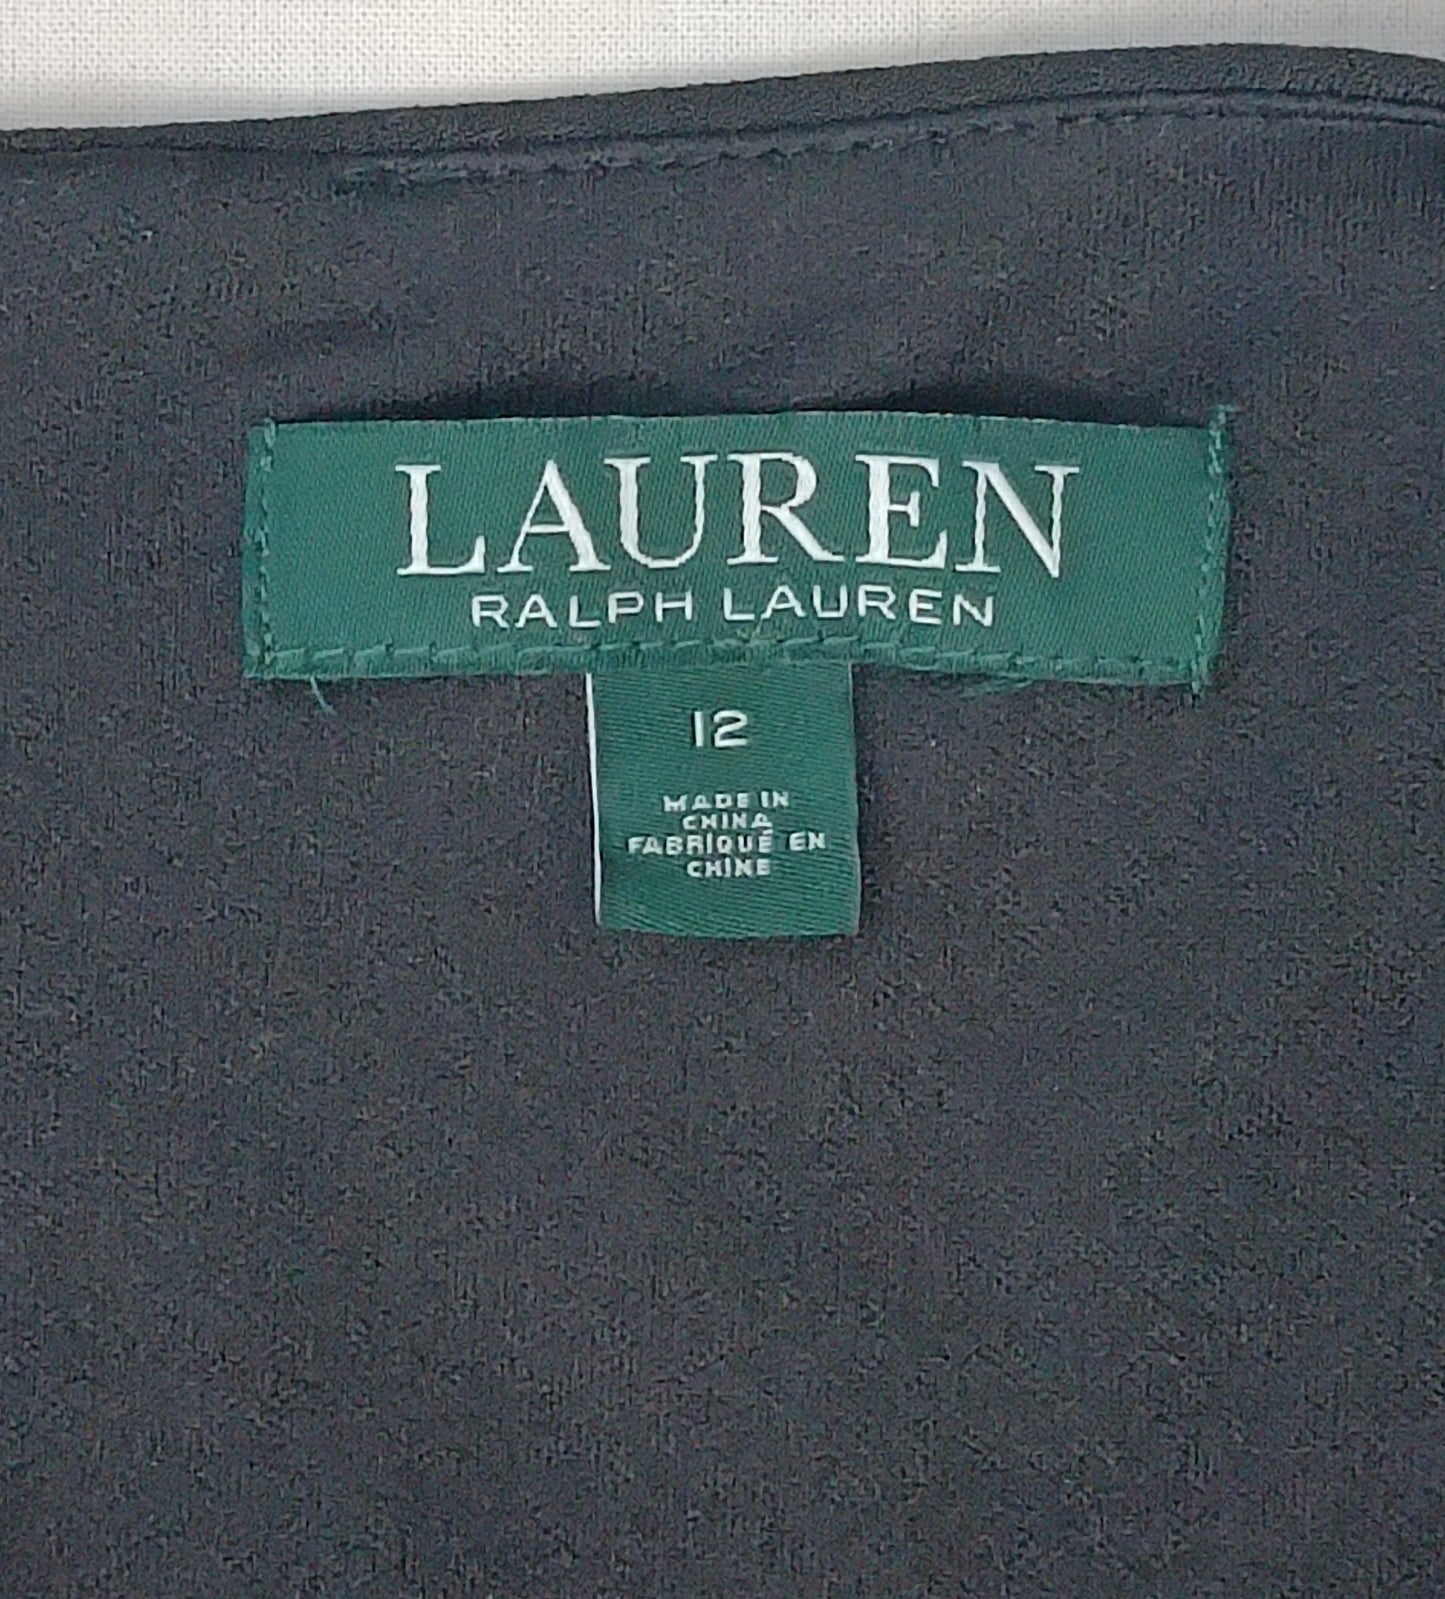 LAUREN
RALPH LAUREN
12
MADE IN
CHINA
FABRIQUÉ EN
CHINE